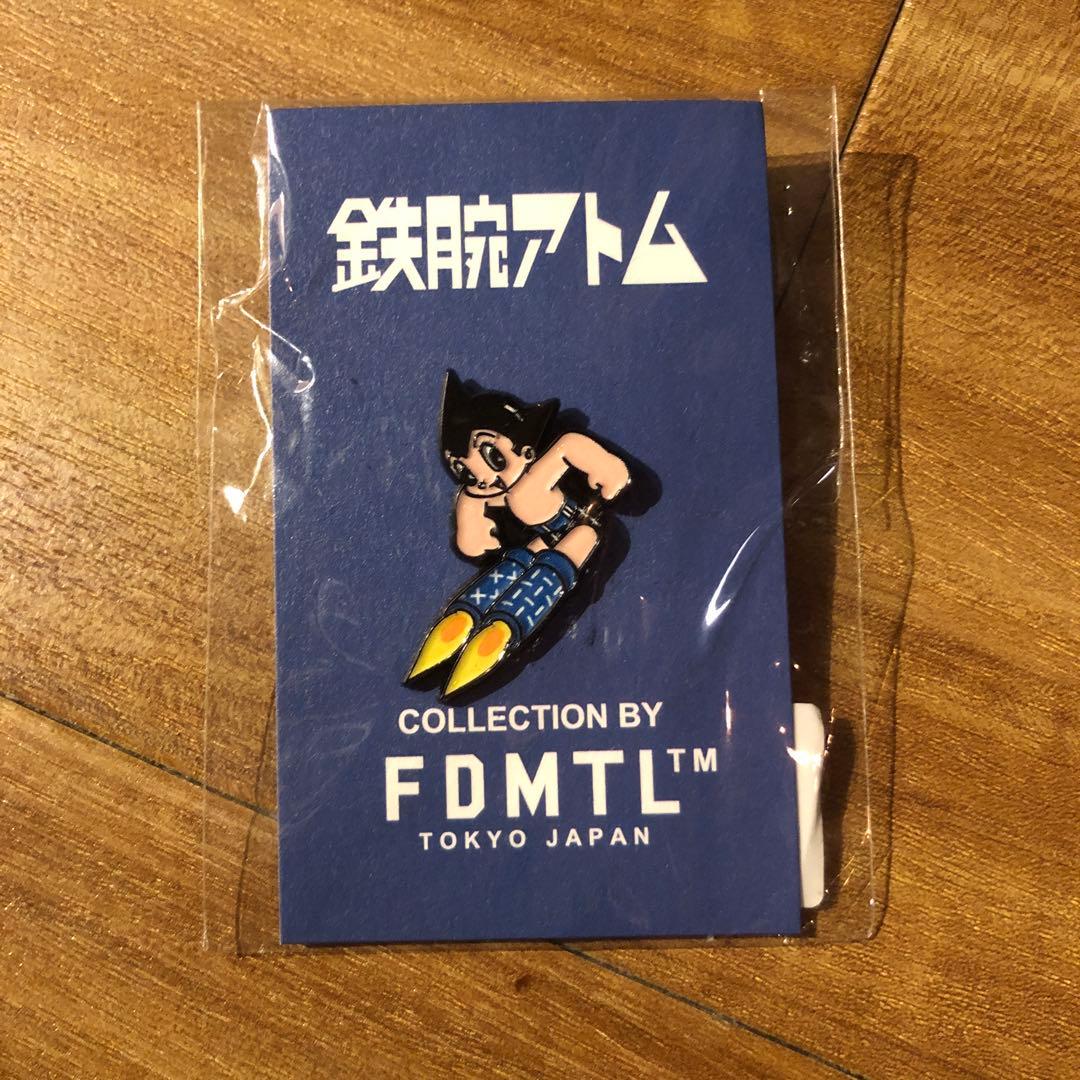 鉄腕アトム
COLLECTION BY
FDMTL™
TOKYO JAPAN